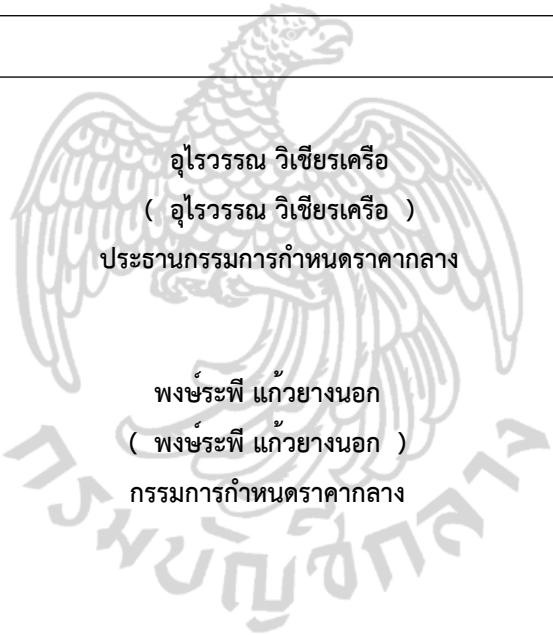 อุไรวรรณ วิเชียรเครือ
( อุไรวรรณ วิเชียรเครือ )
ประธานกรรมการกำหนดราคากลาง
พงษ์ระพี แก้วยางนอก
( พงษ์ระพี แก้วยางนอก )
กรรมการกำหนดราคากลาง
กรมบัญชีกลาง